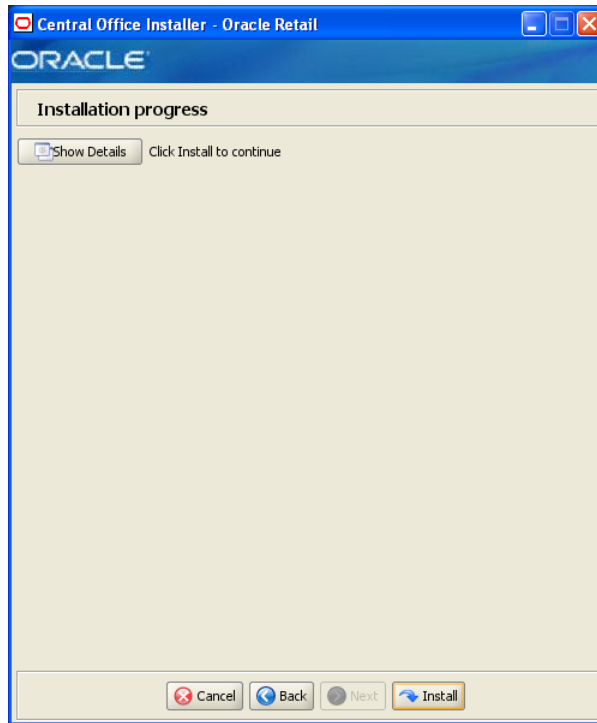 Central Office Installer - Oracle Retail
ORACLE
Installation progress
Show Details Click Install to continue
Cancel Back Next Install